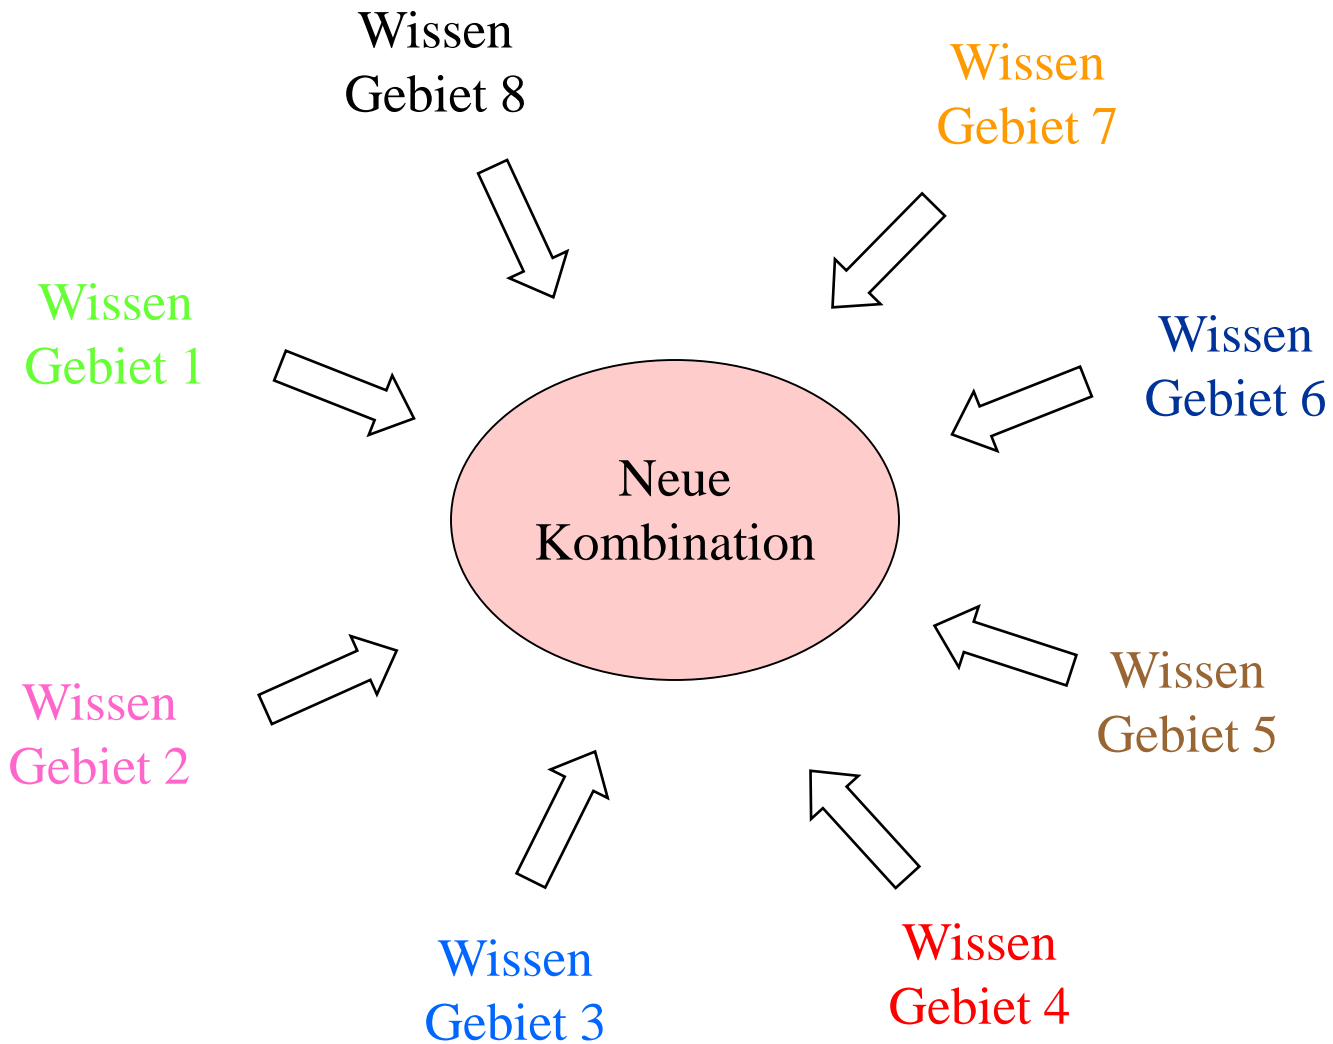 Wissen
Gebiet 8
Wissen
Gebiet 7
Wissen
Gebiet 1
Wissen
Gebiet 6
Neue
Kombination
Wissen
Gebiet 5
Wissen
Gebiet 2
Wissen
Gebiet 4
Wissen
Gebiet 3